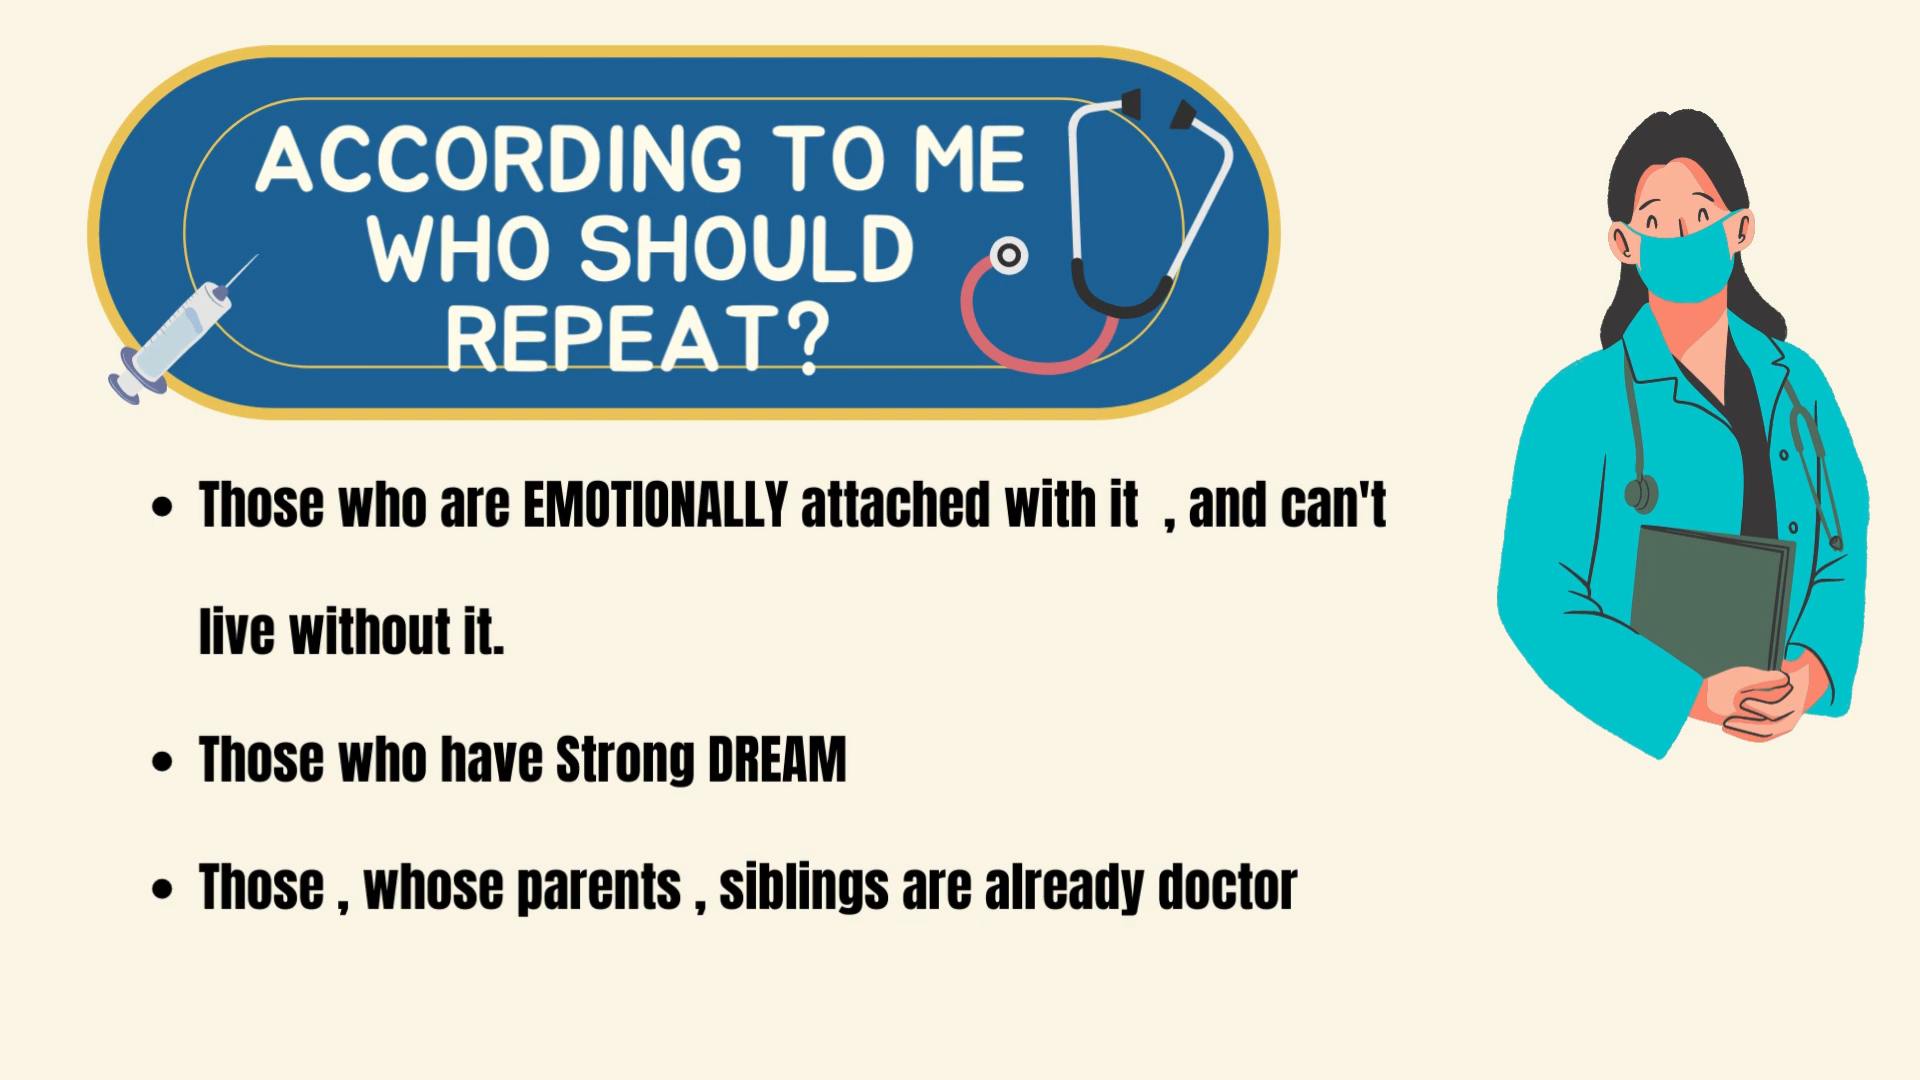 ACCORDING TO ME
WHO SHOULD
REPEAT?
• Those who are EMOTIONALLY attached with it , and can't
live without it.
• Those who have Strong DREAM
• Those , whose parents , siblings are already doctor